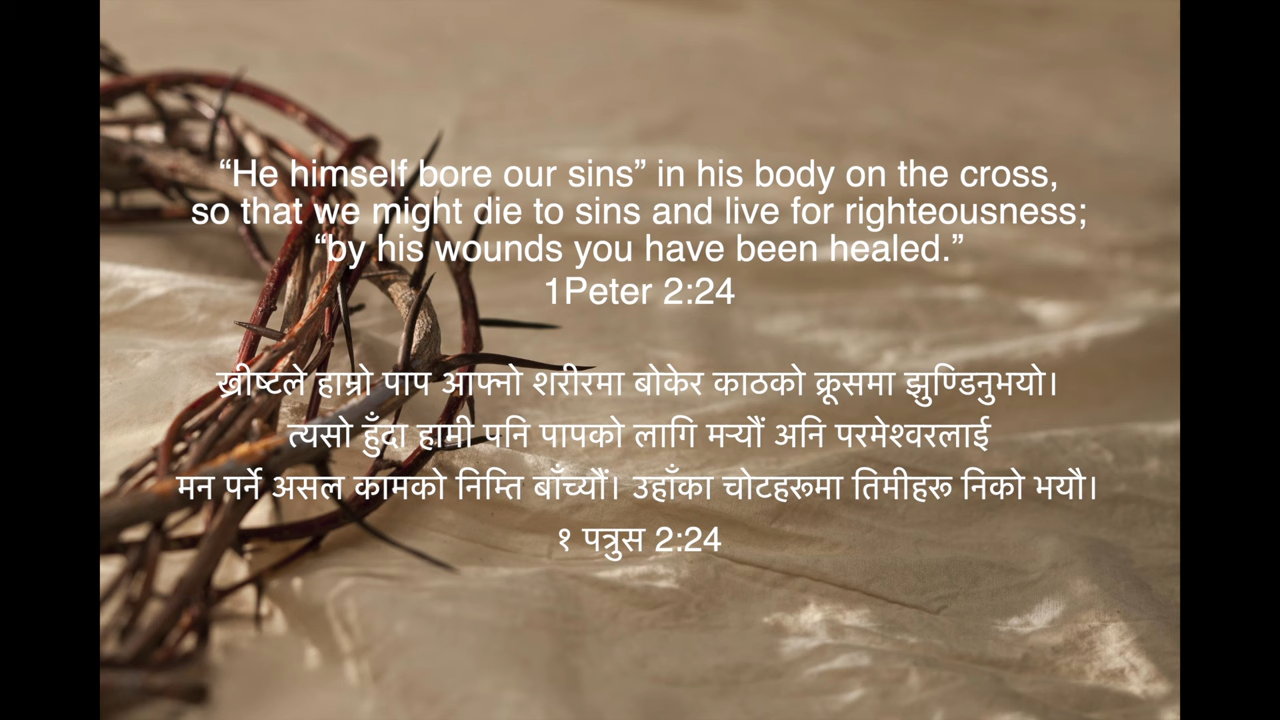 “He himself bore our sins” in his body on the cross,
so that we might die to sins and live for righteousness;
“by his wounds you have been healed.”
1Peter 2:24
ख्रीष्टले हाम्रो पाप आफ्नो शरीरमा बोकेर काठको क्रूसमा झुण्डिनुभयो।
त्यसो हुँदा हामी पनि पापको लागि मर्‍यौं अनि परमेश्वरलाई
मन पर्ने असल कामको निम्ति बाँच्यौं। उहाँका चोटहरूमा तिमीहरू निको भयौ।
१ पत्रुस 2:24